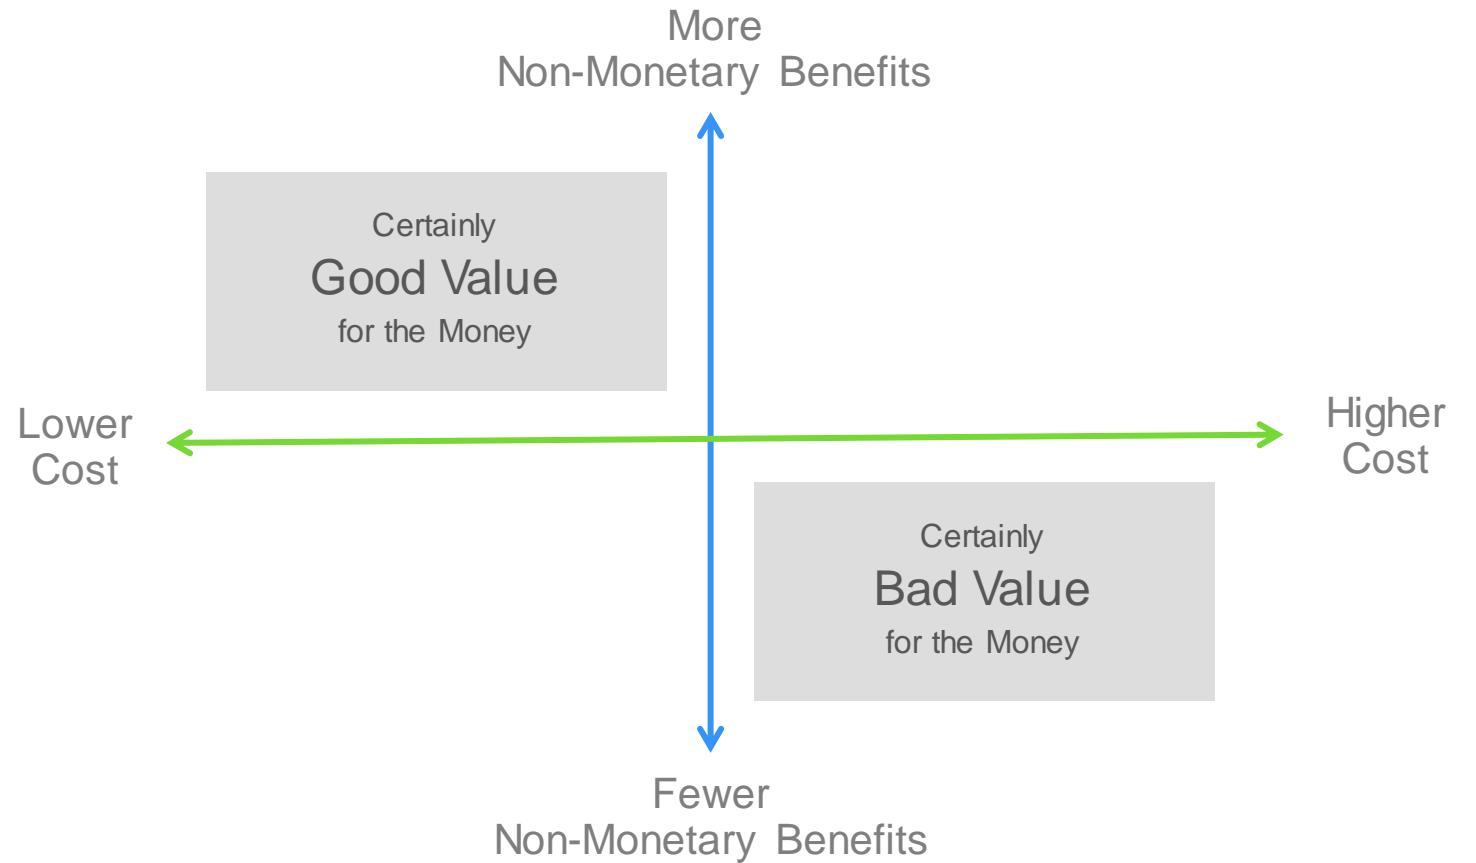 More
Non-Monetary Benefits
Certainly
Good Value
for the Money
Lower
Cost
Higher
Cost
Certainly
Bad Value
for the Money
Fewer
Non-Monetary Benefits